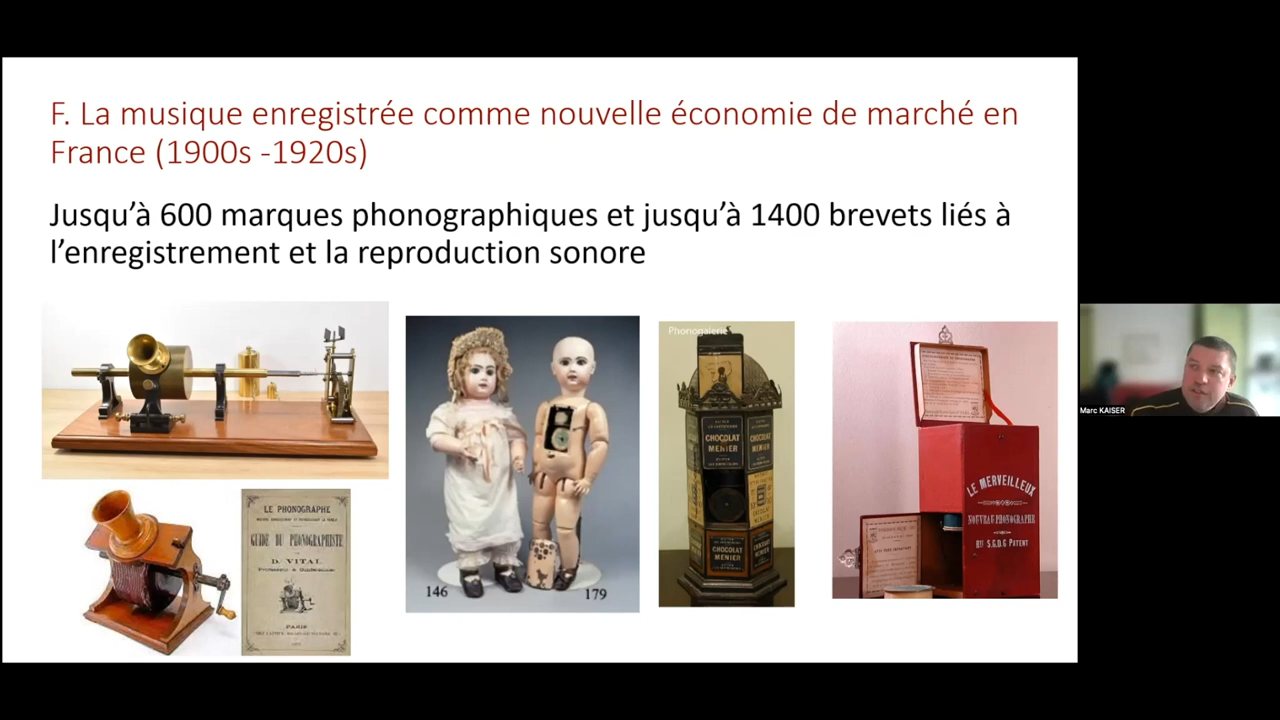 F. La musique enregistrée comme nouvelle économie de marché en
France (1900s -1920s)
Jusqu’à 600 marques phonographiques et jusqu’à 1400 brevets liés à
l’enregistrement et la reproduction sonore
LE PHONOGRAPHE
GUIDE DU PHONOGRAPHISTE
D. VITAL
PARIS
146
179
Phonogalerie
CHOCOLAT
MENIER
CHOCOLAT
MENIER
LE MERVEILLEUX
NOUVEAU PHONOGRAPHE
BTÉ S.G.D.G PATENT
Marc KAISER